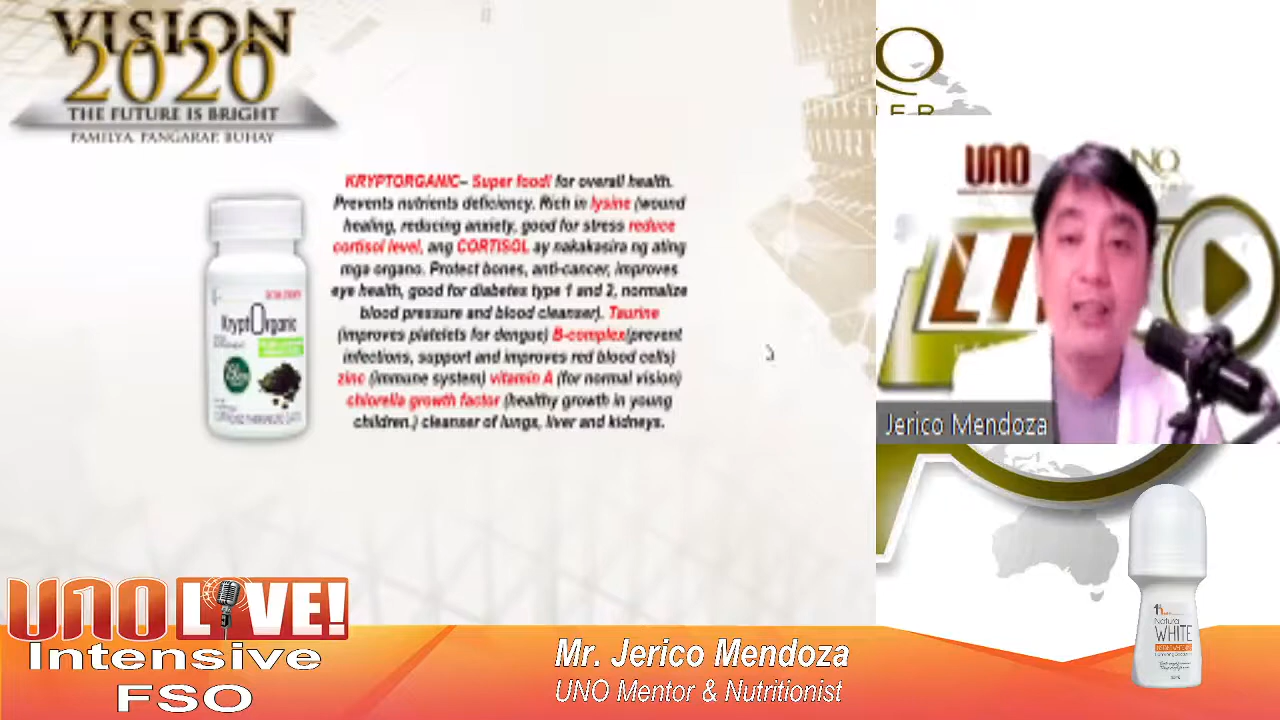 VISION
2020
THE FUTURE IS BRIGHT
FAMILYA. PANGARAP. BUHAY
KRYPTORGANIC– Super food! for overall health.
Prevents nutrients deficiency. Rich in lysine (wound
healing, reducing anxiety, good for stress reduce
cortisol level, ang CORTISOL ay nakakasira ng ating
mga organo. Protect bones, anti-cancer, improves
eye health, good for diabetes type 1 and 2, normalize
blood pressure and blood cleanser). Taurine
(improves platelets for dengue) B-complex(prevent
infections, support and improves red blood cells)
zinc (immune system) vitamin A (for normal vision)
chlorella growth factor (healthy growth in young
children.) cleanser of lungs, liver and kidneys.
KryptOrganic
UNO
Jerico Mendoza
Natural
WHITE
UNO LIVE!
Intensive
FSO
Mr. Jerico Mendoza
UNO Mentor & Nutritionist